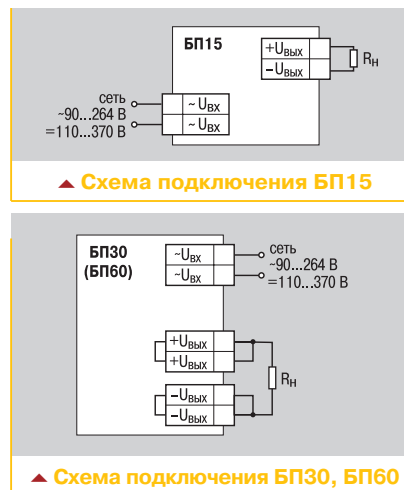 БП15
+Uвых
−Uвых
Rн
сеть
~90...264 В
=110...370 В
~ Uвх
~ Uвх
Схема подключения БП15
БП30
(БП60)
~Uвх
~Uвх
сеть
~90...264 В
=110...370 В
+Uвых
+Uвых
−Uвых
−Uвых
Rн
Схема подключения БП30, БП60